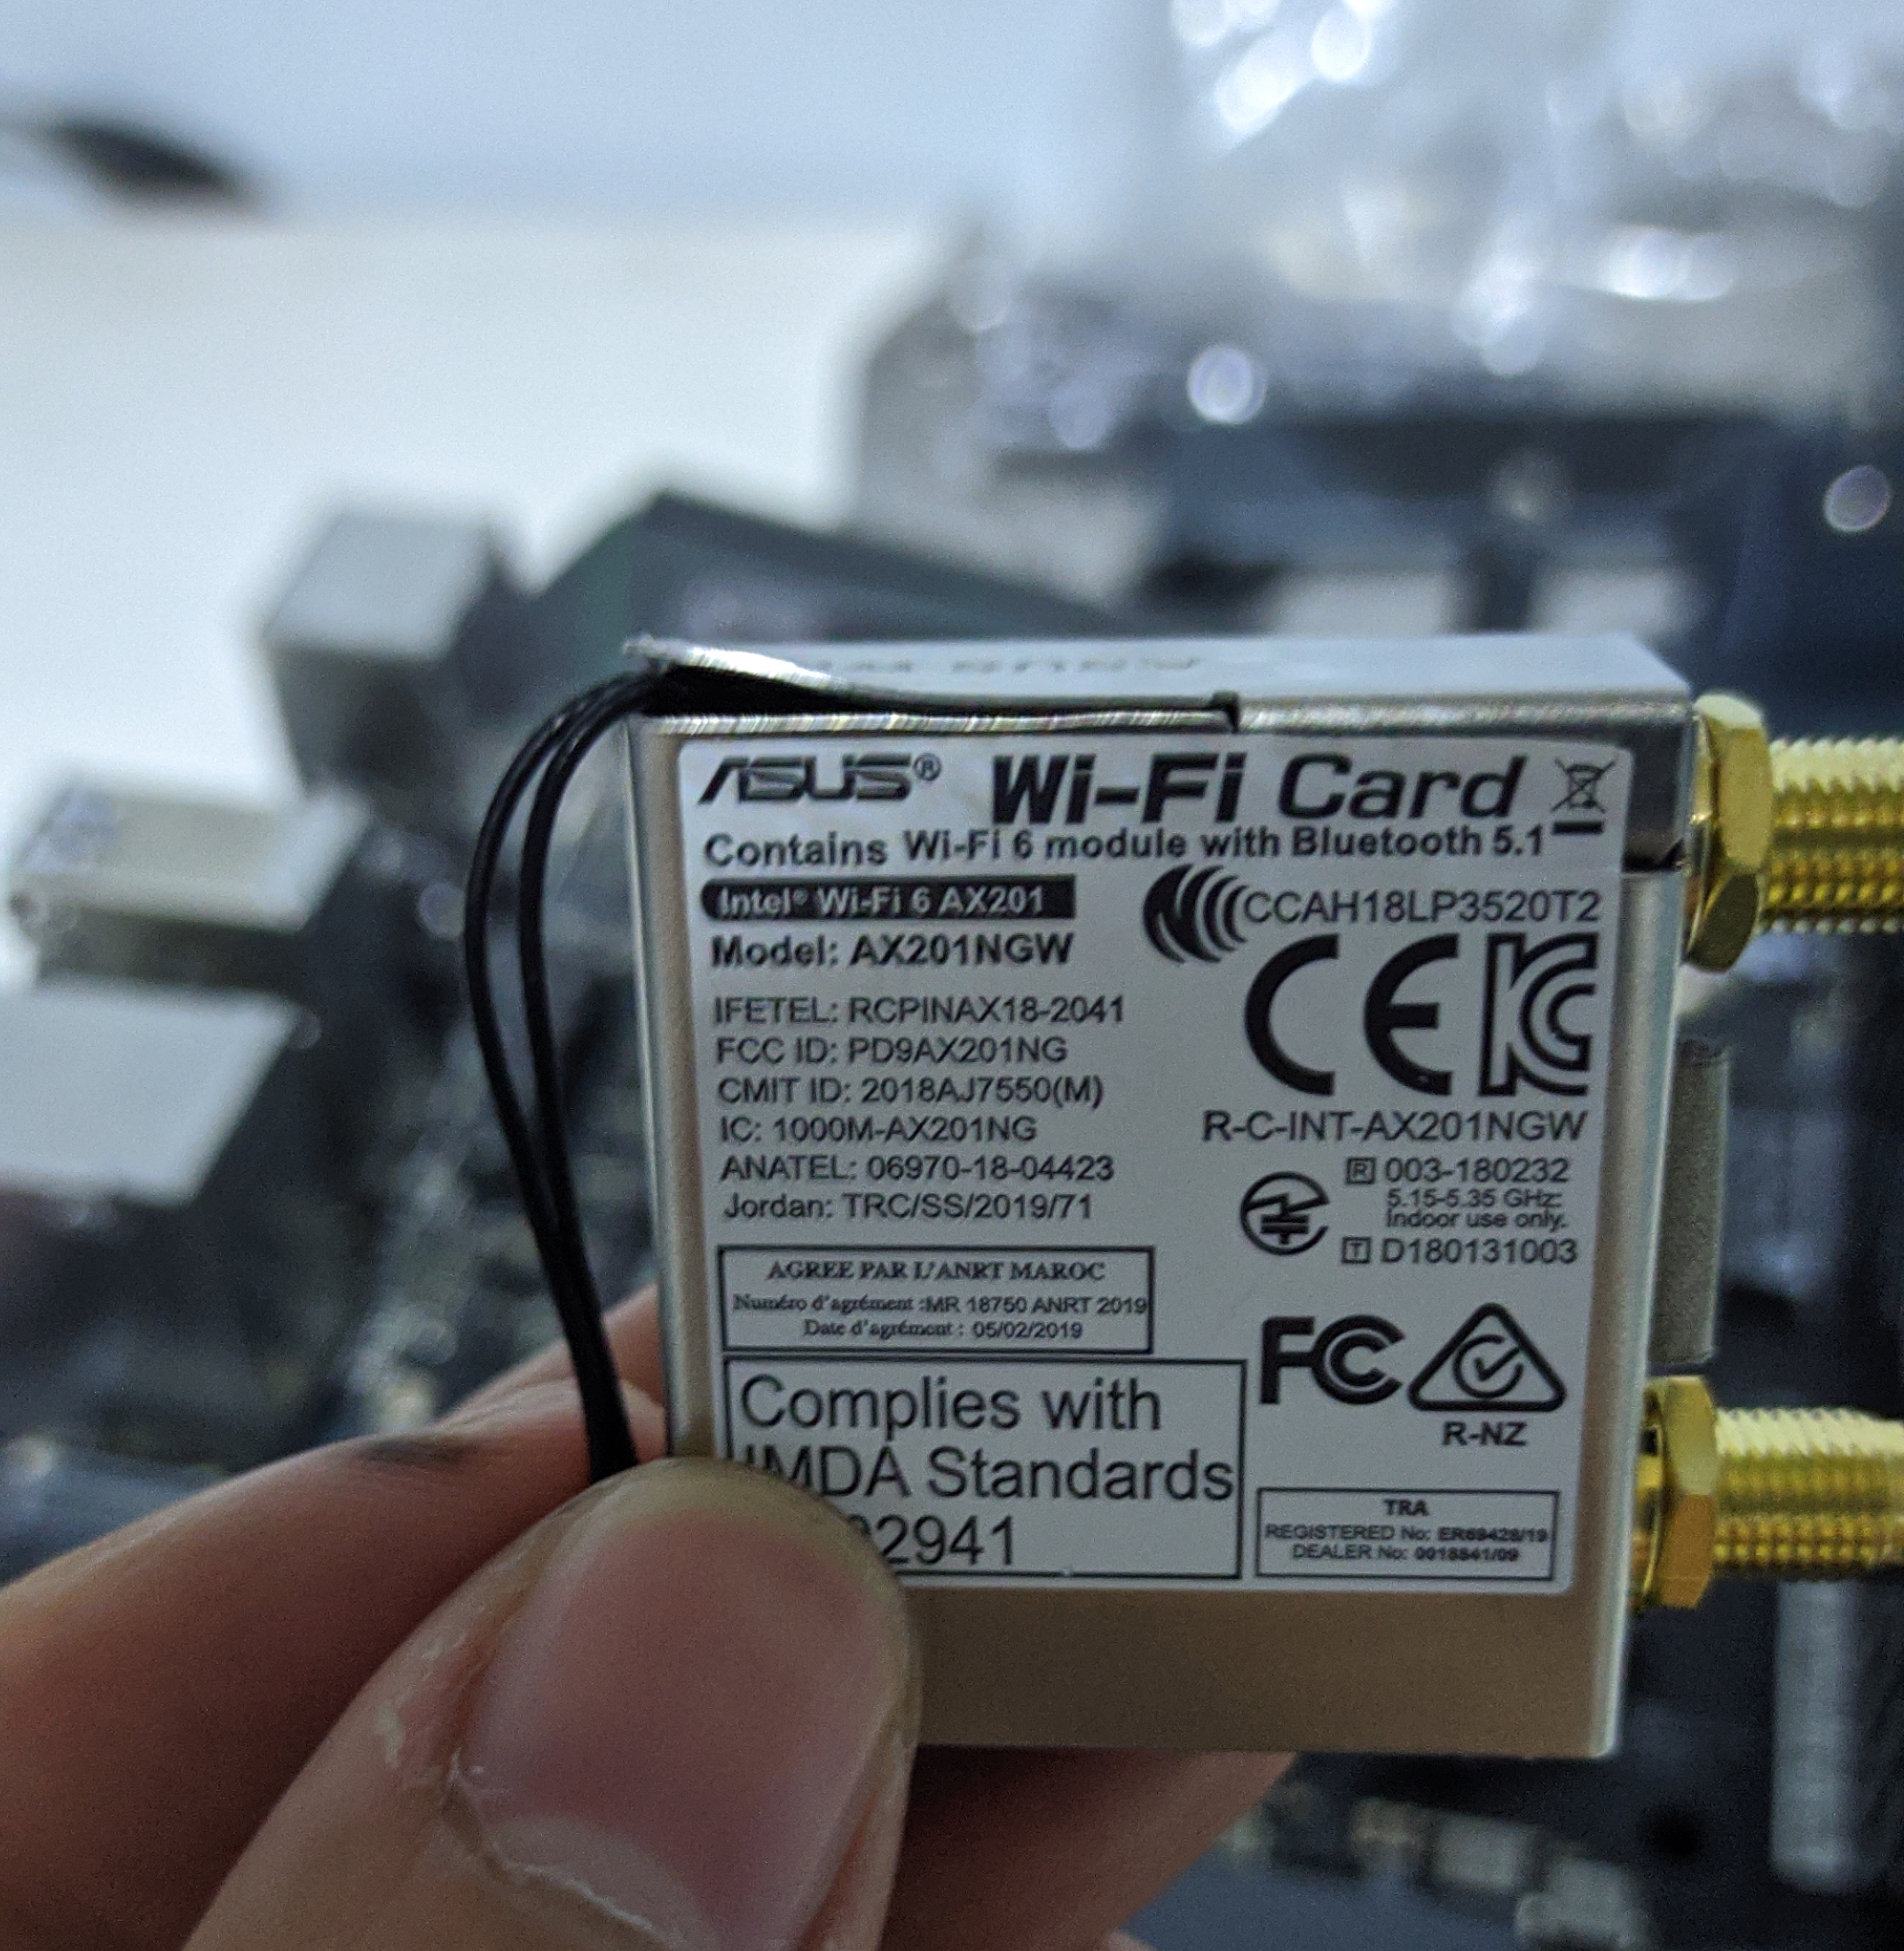 ASUS® Wi-Fi Card
Contains Wi-Fi 6 module with Bluetooth 5.1
Intel® Wi-Fi 6 AX201
CCAH18LP3520T2
Model: AX201NGW
CE
IFETEL: RCPINAX18-2041
FCC ID: PD9AX201NG
CMIT ID: 2018AJ7550(M)
IC: 1000M-AX201NG
ANATEL: 06970-18-04423
Jordan: TRC/SS/2019/71
R-C-INT-AX201NGW
R 003-180232
5.15-5.35 GHz:
Indoor use only.
T D180131003
AGREE PAR L'ANRT MAROC
Numéro d'agrément :MR 18750 ANRT 2019
Date d'agrément : 05/02/2019
FC
R-NZ
Complies with
IMDA Standards
2941
TRA
REGISTERED No: ER69428/19
DEALER No: 0018841/09